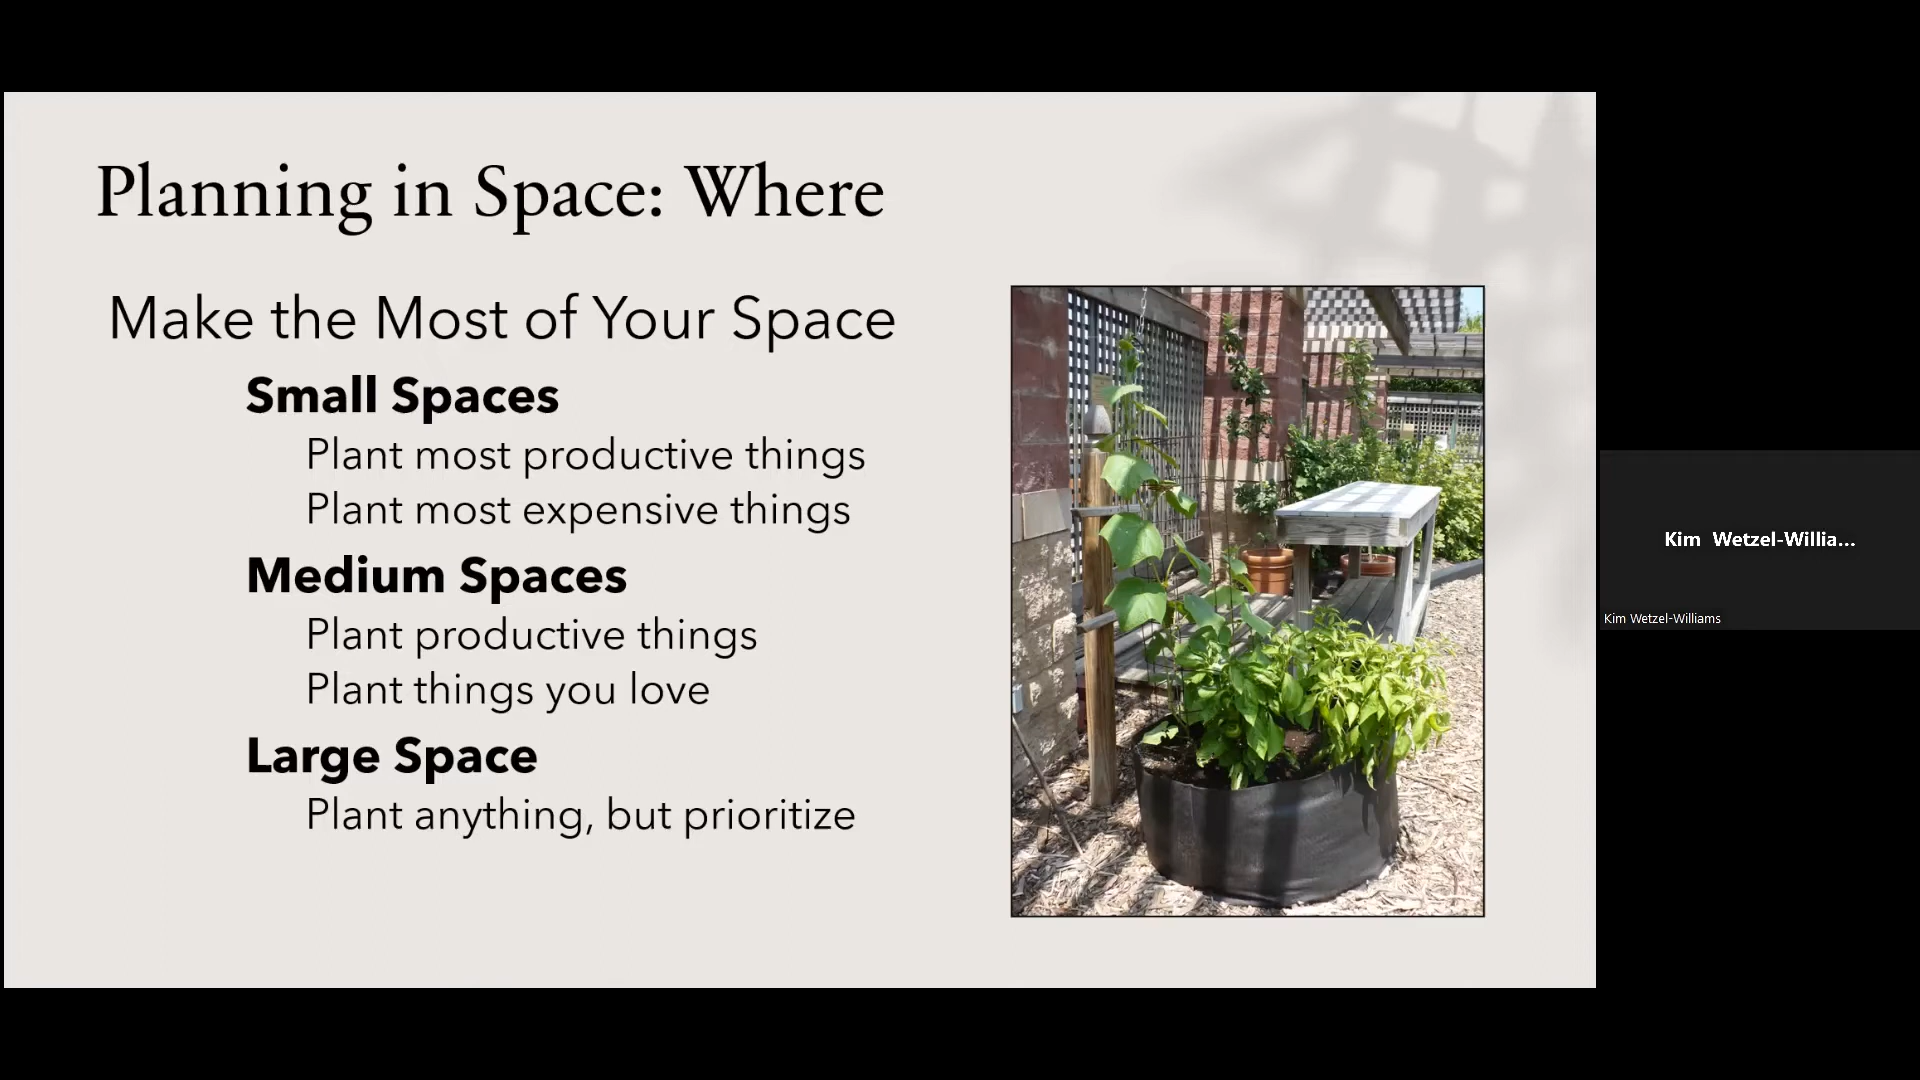 Planning in Space: Where
Make the Most of Your Space
Small Spaces
Plant most productive things
Plant most expensive things
Medium Spaces
Plant productive things
Plant things you love
Large Space
Plant anything, but prioritize
Kim Wetzel-Willia...
Kim Wetzel-Williams